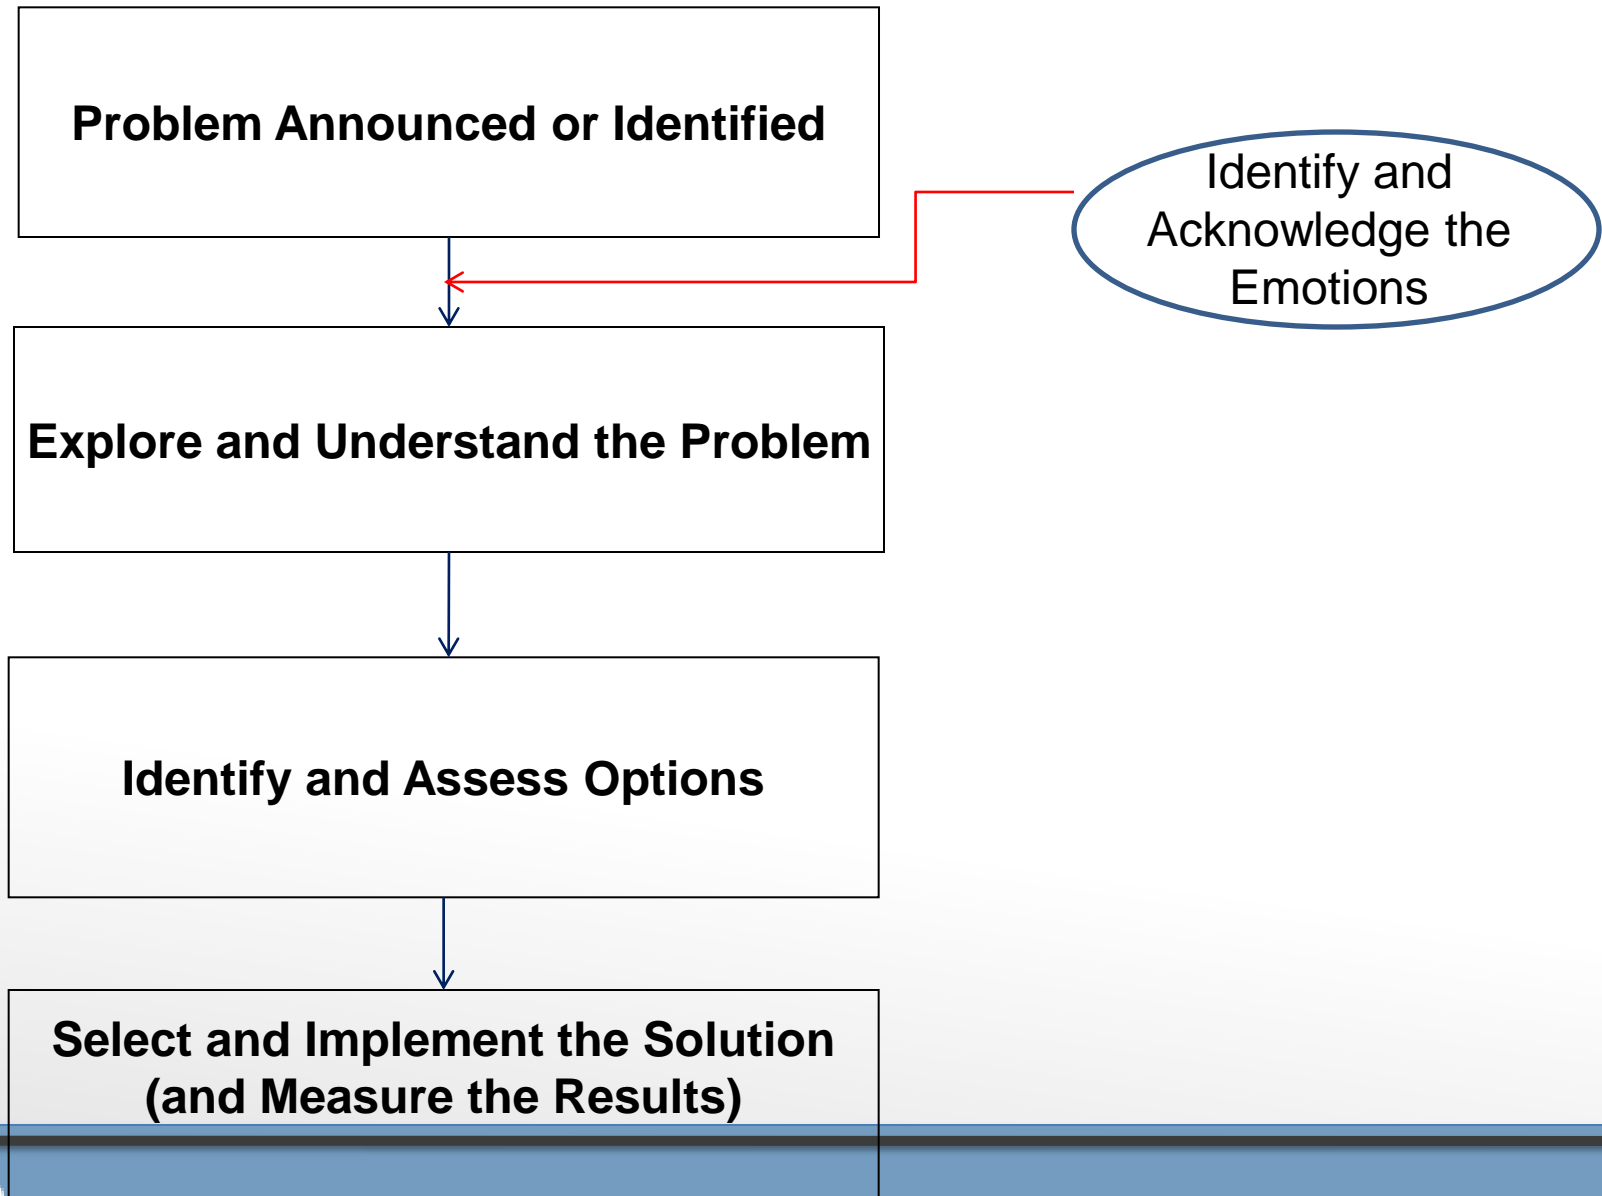 Problem Announced or Identified
Identify and
Acknowledge the
Emotions
Explore and Understand the Problem
Identify and Assess Options
Select and Implement the Solution
(and Measure the Results)